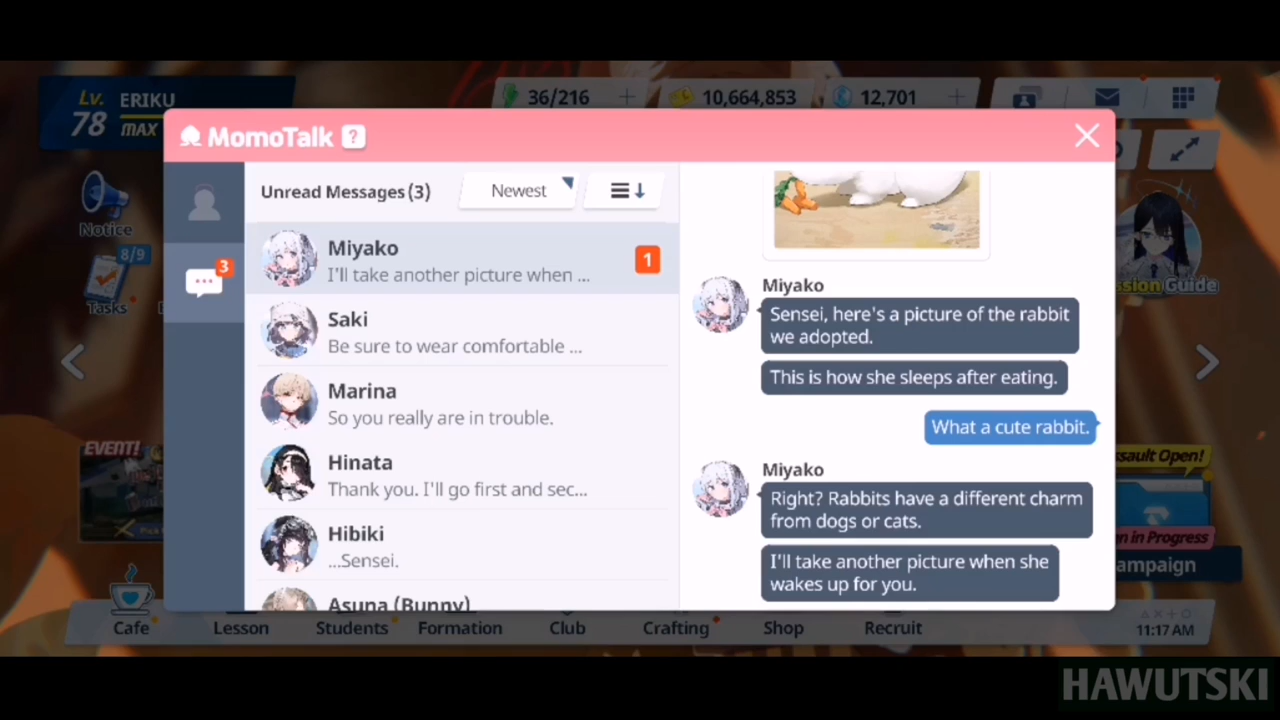 Lv. 78 MAX
ERIKU
36/216
10,664,853
12,701
MomoTalk ?
Notice
8/9
Tasks
3
Unread Messages (3)
Newest
Miyako
I'll take another picture when ...
1
Saki
Be sure to wear comfortable ...
Marina
So you really are in trouble.
Hinata
Thank you. I'll go first and sec...
Hibiki
...Sensei.
Asuna (Bunny)
Miyako
Sensei, here's a picture of the rabbit
we adopted.
This is how she sleeps after eating.
What a cute rabbit.
Miyako
Right? Rabbits have a different charm
from dogs or cats.
I'll take another picture when she
wakes up for you.
Guide
EVENT!
Open!
in Progress
Cafe
Lesson
Students
Formation
Club
Crafting
Shop
Recruit
11:17 AM
HAWUTSKI